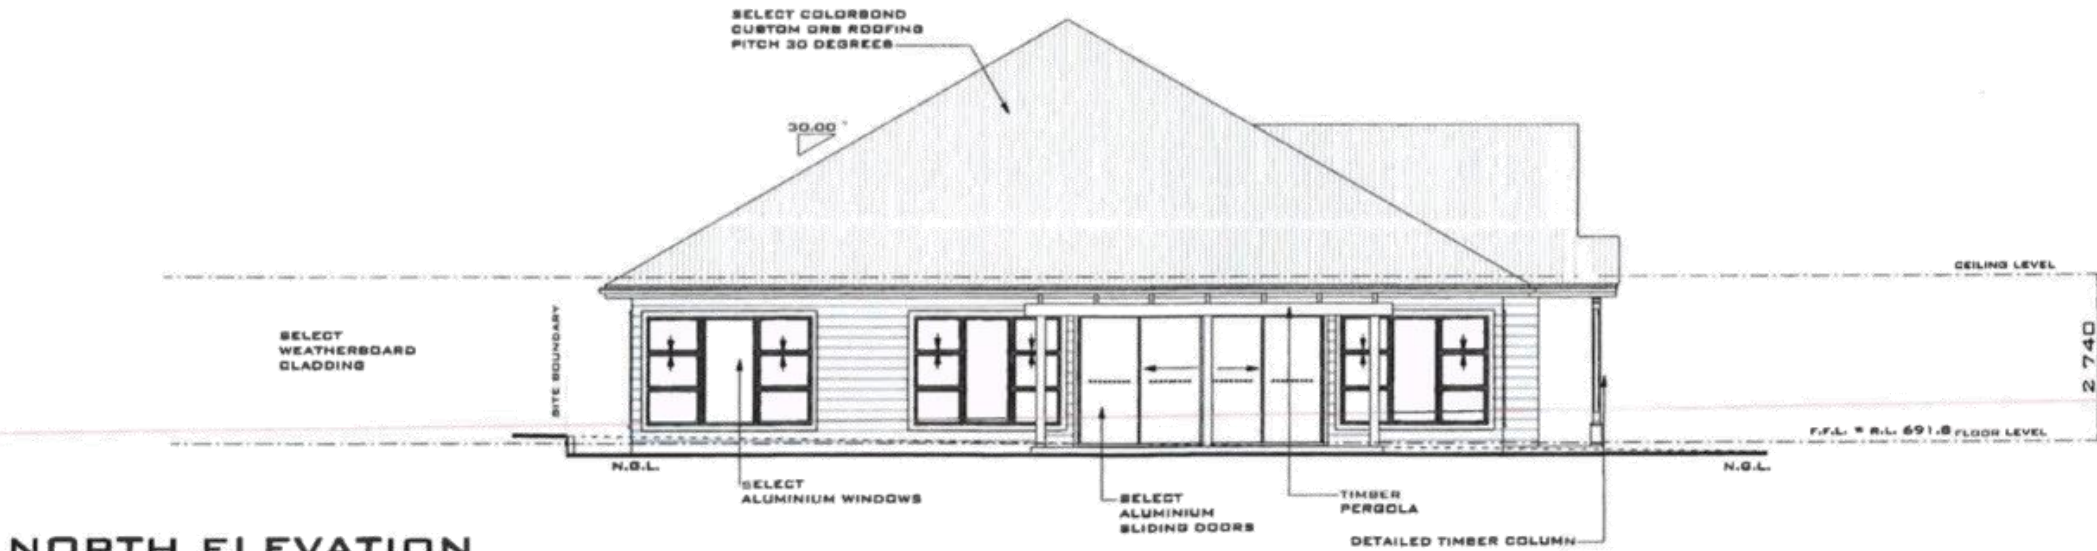 SELECT COLORBOND
CUSTOM ORB ROOFING
PITCH 30 DEGREES
30.00 °
CEILING LEVEL
SELECT
WEATHERBOARD
CLADDING
SITE BOUNDARY
2 740
F.F.L. = R.L. 691.8 FLOOR LEVEL
N.G.L.
N.G.L.
SELECT
ALUMINIUM WINDOWS
SELECT
ALUMINIUM
SLIDING DOORS
TIMBER
PERGOLA
DETAILED TIMBER COLUMN
NORTH ELEVATION